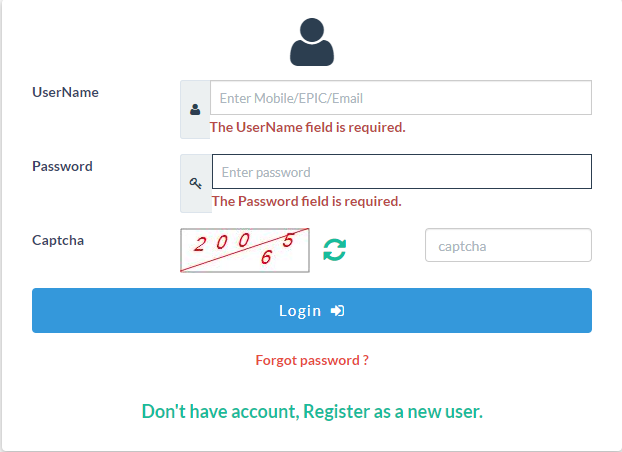 UserName
Enter Mobile/EPIC/Email
The UserName field is required.
Password
Enter password
The Password field is required.
Captcha
2 0 0 6 5
captcha
Login
Forgot password ?
Don't have account, Register as a new user.